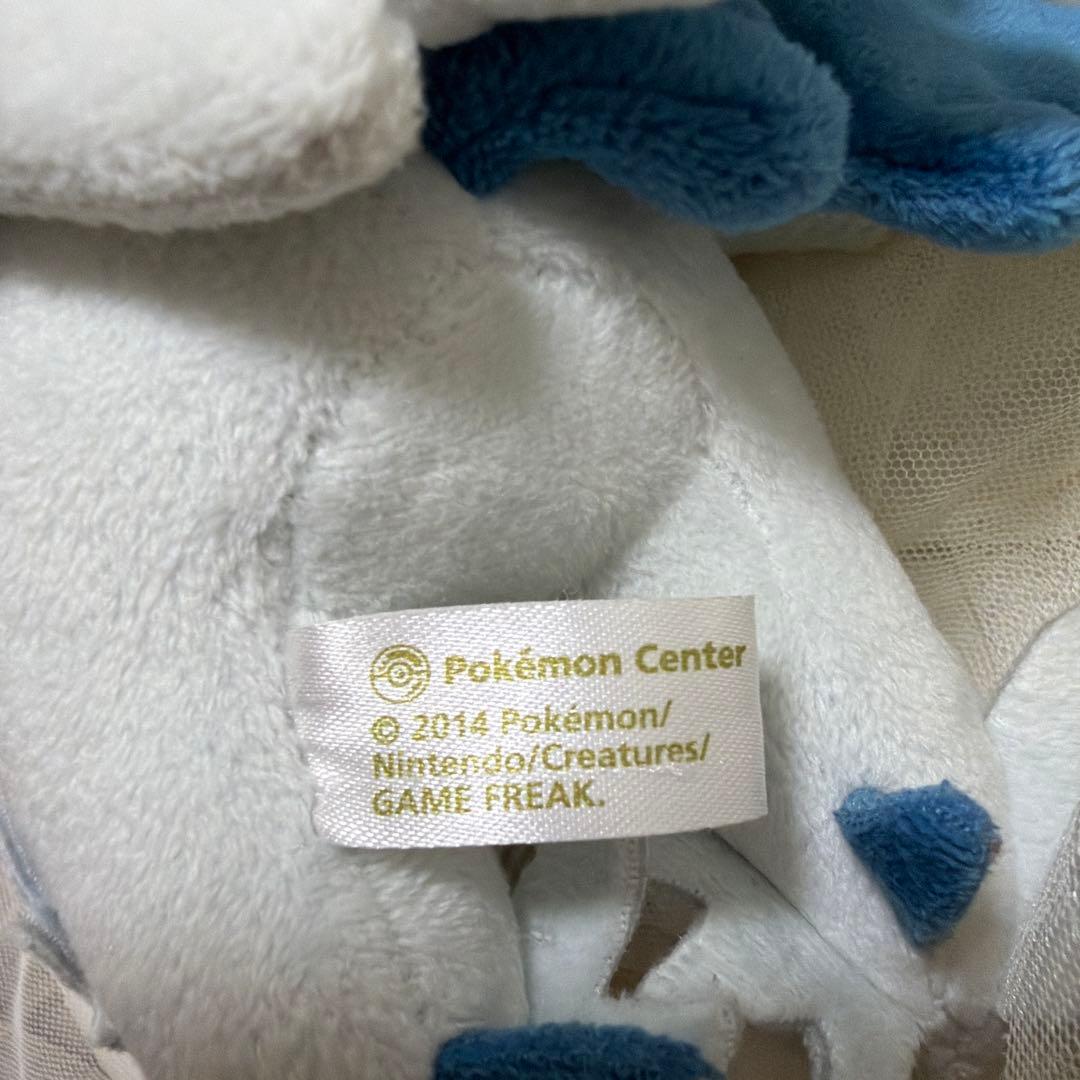 Pokémon Center
© 2014 Pokémon/
Nintendo/Creatures/
GAME FREAK.